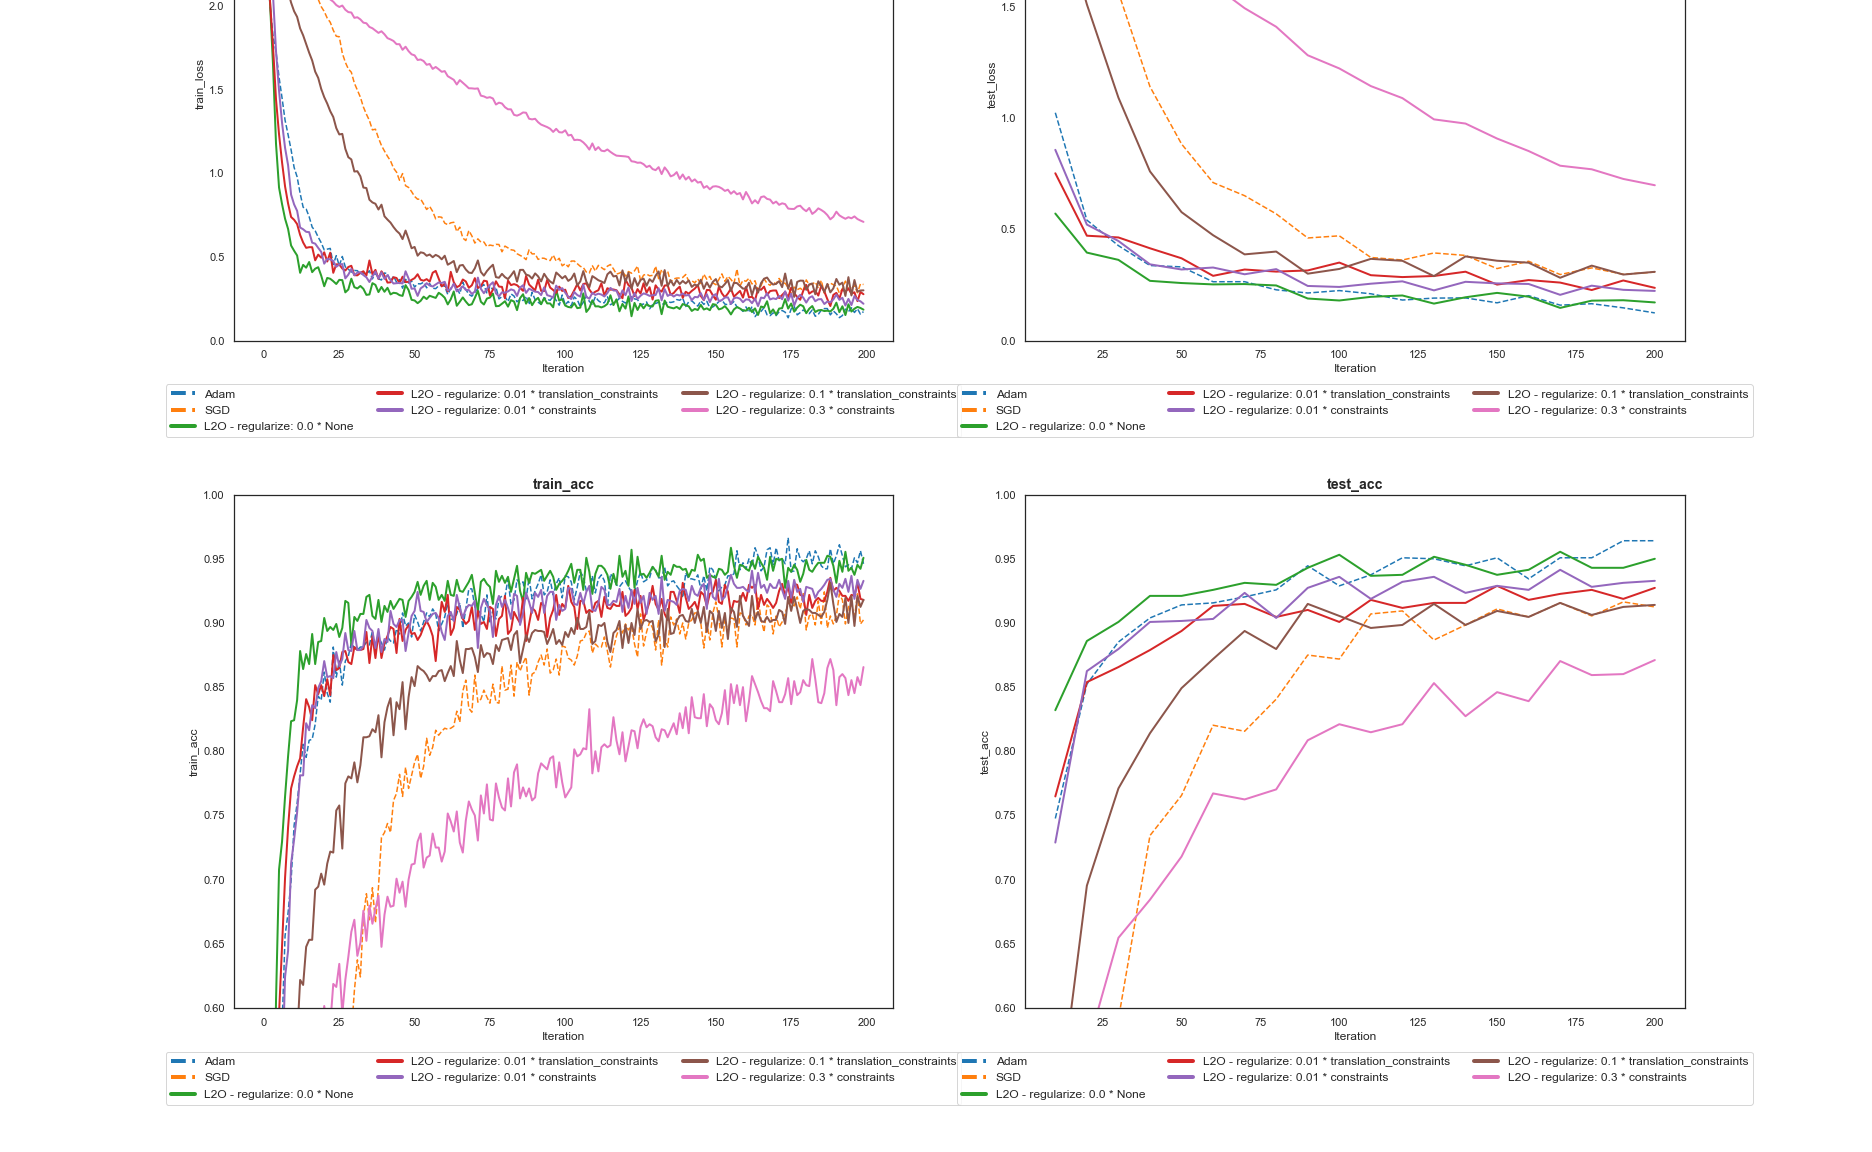 2.0
1.5
1.0
0.5
0.0
train_loss
0 25 50 75 100 125 150 175 200
Iteration
Adam L2O - regularize: 0.01 * translation_constraints L2O - regularize: 0.1 * translation_constraints
SGD L2O - regularize: 0.01 * constraints L2O - regularize: 0.3 * constraints
L2O - regularize: 0.0 * None
1.5
1.0
0.5
0.0
test_loss
25 50 75 100 125 150 175 200
Iteration
Adam L2O - regularize: 0.01 * translation_constraints L2O - regularize: 0.1 * translation_constraints
SGD L2O - regularize: 0.01 * constraints L2O - regularize: 0.3 * constraints
L2O - regularize: 0.0 * None
train_acc
1.00
0.95
0.90
0.85
0.80
0.75
0.70
0.65
0.60
train_acc
0 25 50 75 100 125 150 175 200
Iteration
Adam L2O - regularize: 0.01 * translation_constraints L2O - regularize: 0.1 * translation_constraints
SGD L2O - regularize: 0.01 * constraints L2O - regularize: 0.3 * constraints
L2O - regularize: 0.0 * None
test_acc
1.00
0.95
0.90
0.85
0.80
0.75
0.70
0.65
0.60
test_acc
25 50 75 100 125 150 175 200
Iteration
Adam L2O - regularize: 0.01 * translation_constraints L2O - regularize: 0.1 * translation_constraints
SGD L2O - regularize: 0.01 * constraints L2O - regularize: 0.3 * constraints
L2O - regularize: 0.0 * None